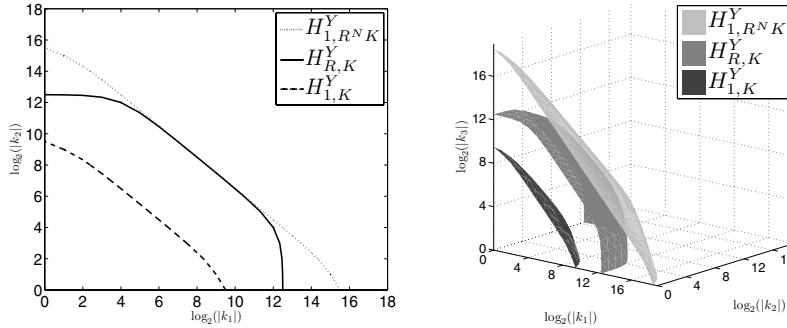 18
16
14
12
10
8
6
4
2
0
log₂(|k₂|)
0 2 4 6 8 10 12 14 16 18
log₂(|k₁|)
H^Y_{1,R^N K}
H^Y_{R,K}
H^Y_{1,K}
16
12
8
4
0
log₂(|k₃|)
0 4 8 12 16
log₂(|k₁|)
0 4 8 12 16
log₂(|k₂|)
H^Y_{1,R^N K}
H^Y_{R,K}
H^Y_{1,K}